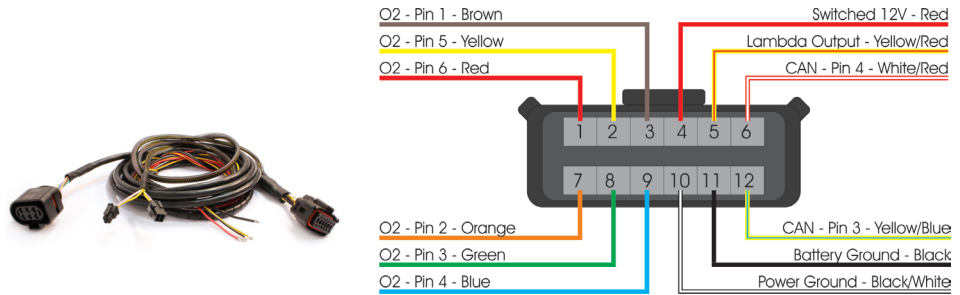 O2 - Pin 1 - Brown
O2 - Pin 5 - Yellow
O2 - Pin 6 - Red
Switched 12V - Red
Lambda Output - Yellow/Red
CAN - Pin 4 - White/Red
1 2 3 4 5 6
7 8 9 10 11 12
O2 - Pin 2 - Orange
O2 - Pin 3 - Green
O2 - Pin 4 - Blue
CAN - Pin 3 - Yellow/Blue
Battery Ground - Black
Power Ground - Black/White